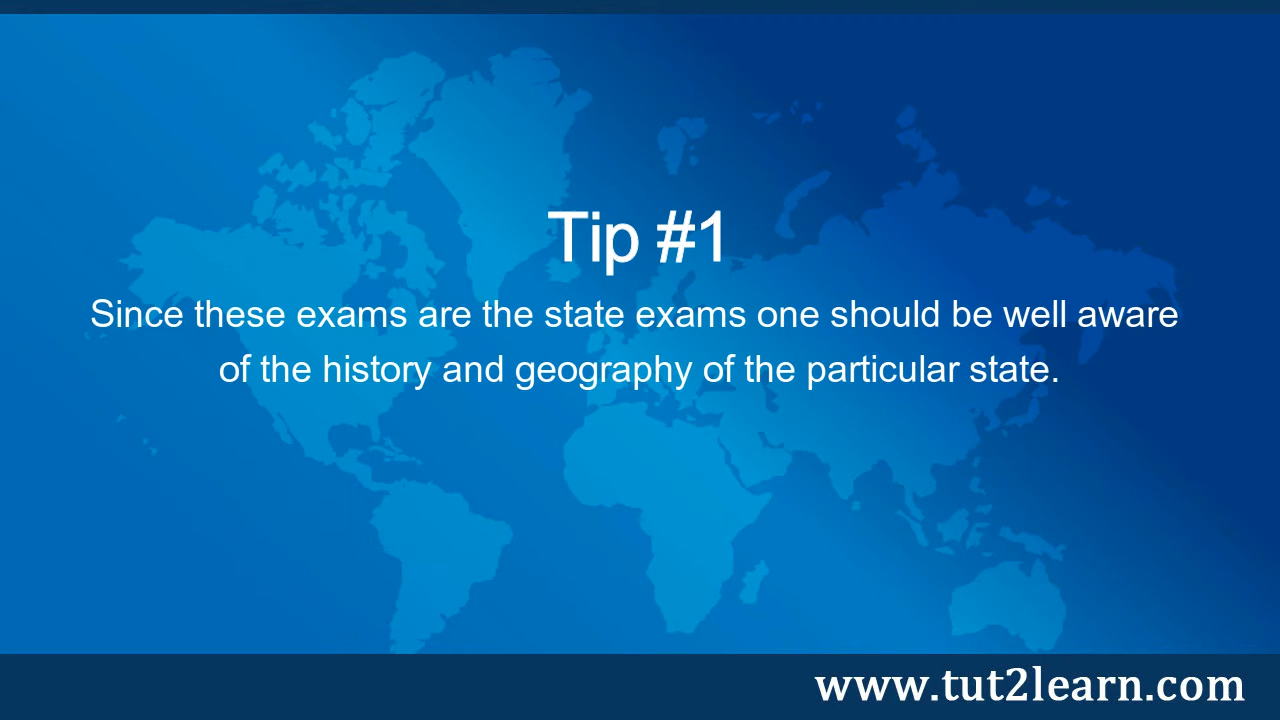 Tip #1
Since these exams are the state exams one should be well aware
of the history and geography of the particular state.
www.tut2learn.com